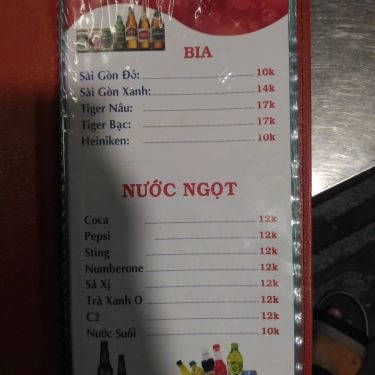 BIA
Sài Gòn Đỏ: 10k
Sài Gòn Xanh: 14k
Tiger Nâu: 17k
Tiger Bạc: 17k
Heiniken: 10k
NƯỚC NGỌT
Coca 12k
Pepsi 12k
Sting 12k
Numberone 12k
Sá Xị 12k
Trà Xanh O 12k
C2 12k
Nước Suối 10k